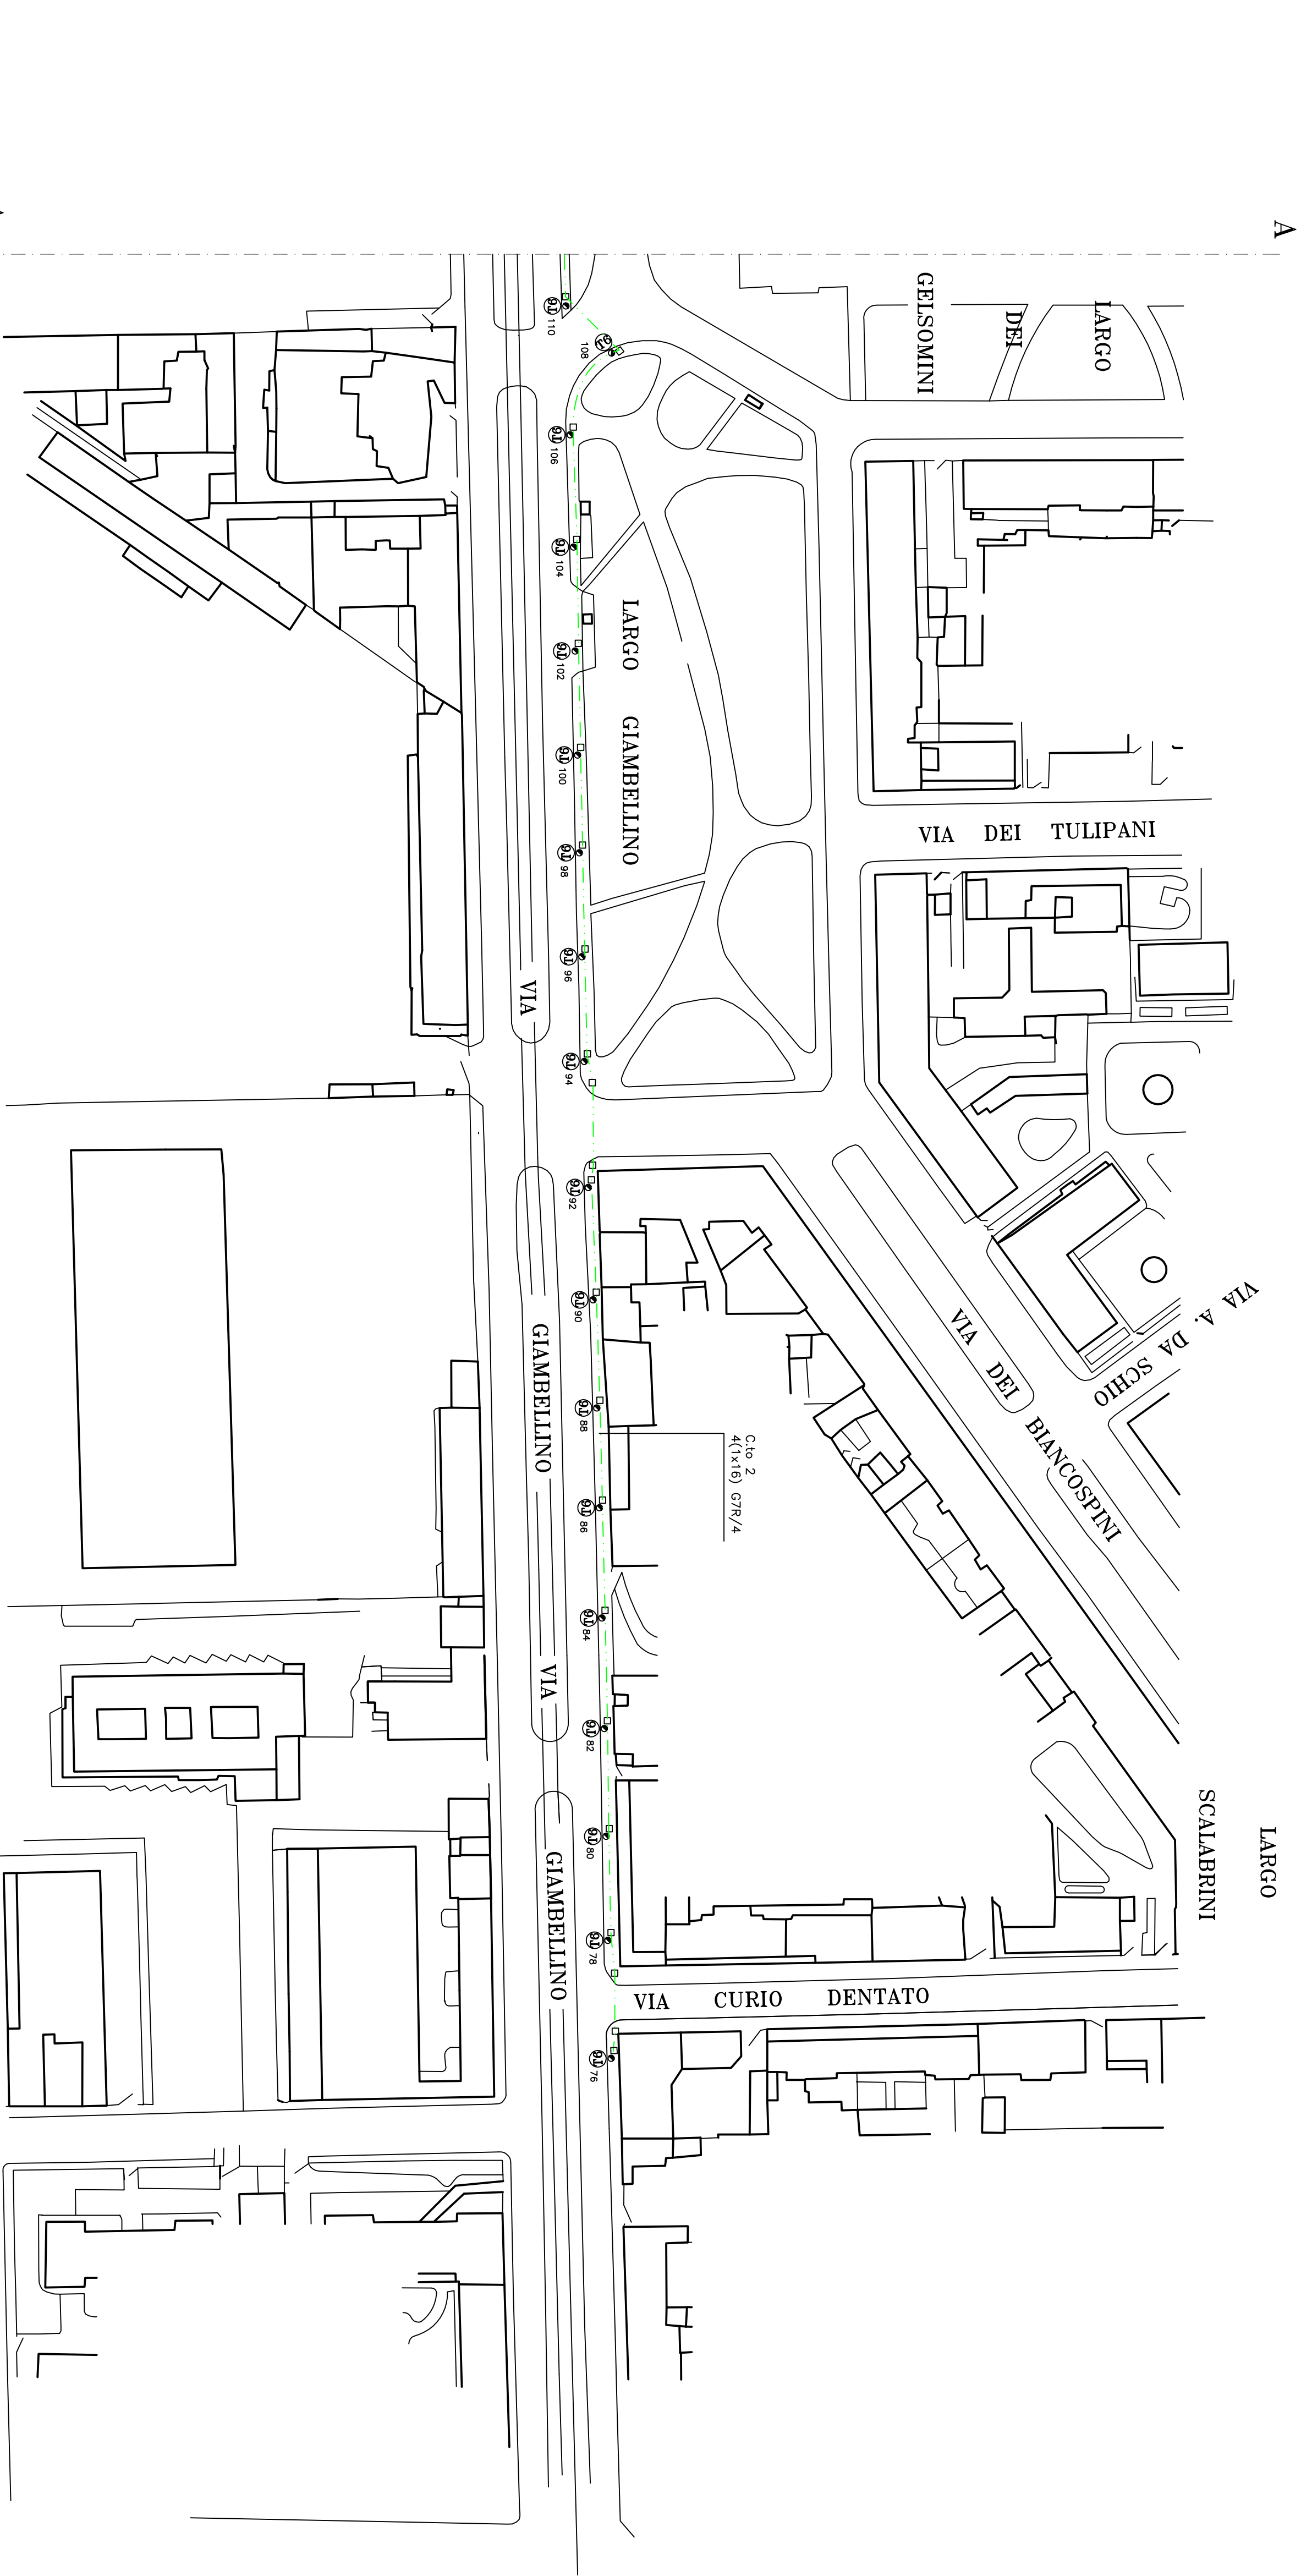 A
LARGO
DEI
GELSOMINI
110
108
106
104
102
100
98
96
94
92
90
88
86
84
82
80
78
76
LARGO GIAMBELLINO
VIA DEI TULIPANI
VIA
GIAMBELLINO
VIA
GIAMBELLINO
VIA A. DA SCHIO
VIA DEI BIANCOSPINI
C.to 2
4(1x16) G7R/4
LARGO
SCALABRINI
VIA CURIO DENTATO